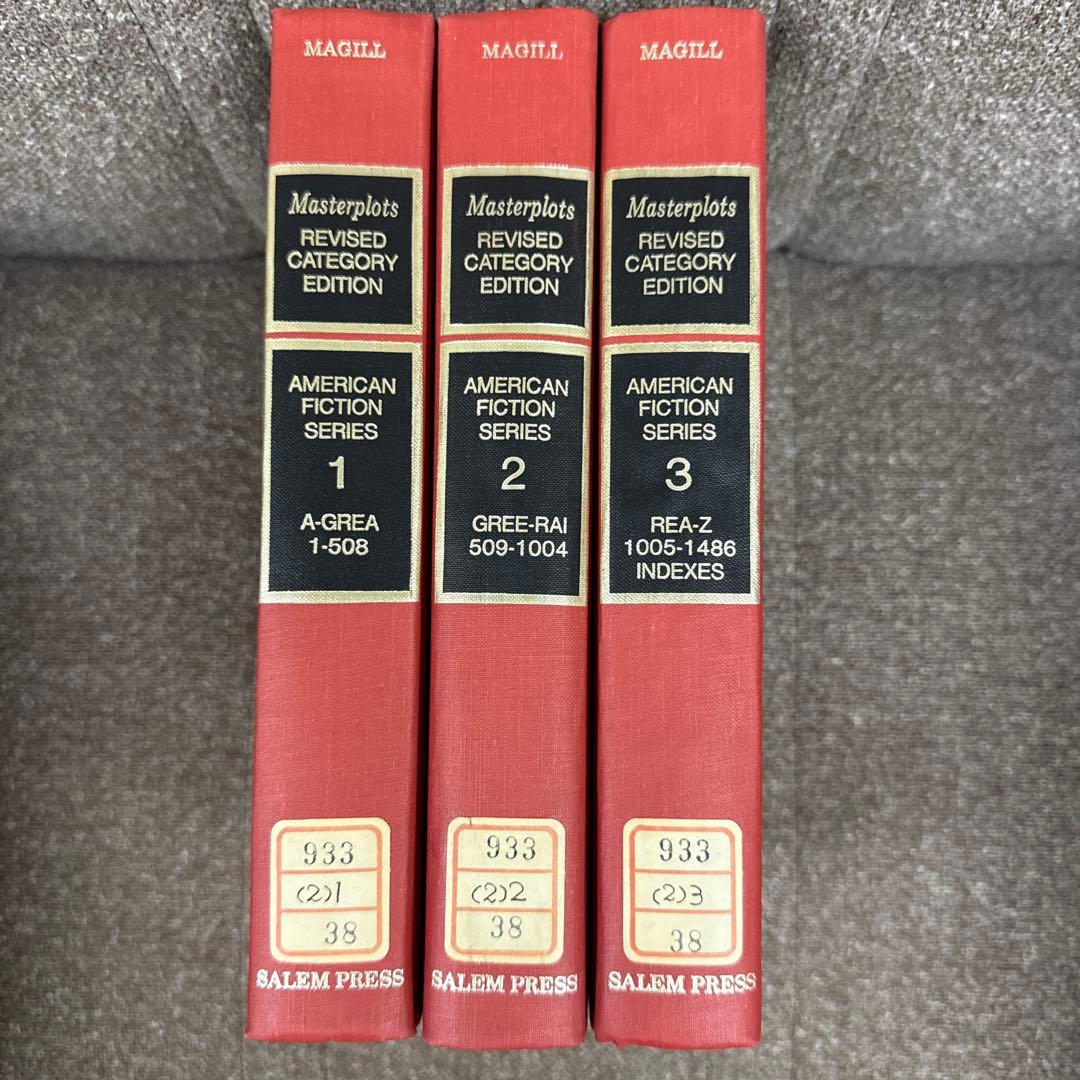 MAGILL
Masterplots
REVISED
CATEGORY
EDITION
AMERICAN
FICTION
SERIES
1
A-GREA
1-508
933
(2)1
38
SALEM PRESS
MAGILL
Masterplots
REVISED
CATEGORY
EDITION
AMERICAN
FICTION
SERIES
2
GREE-RAI
509-1004
933
(2)2
38
SALEM PRESS
MAGILL
Masterplots
REVISED
CATEGORY
EDITION
AMERICAN
FICTION
SERIES
3
REA-Z
1005-1486
INDEXES
933
(2)3
38
SALEM PRESS